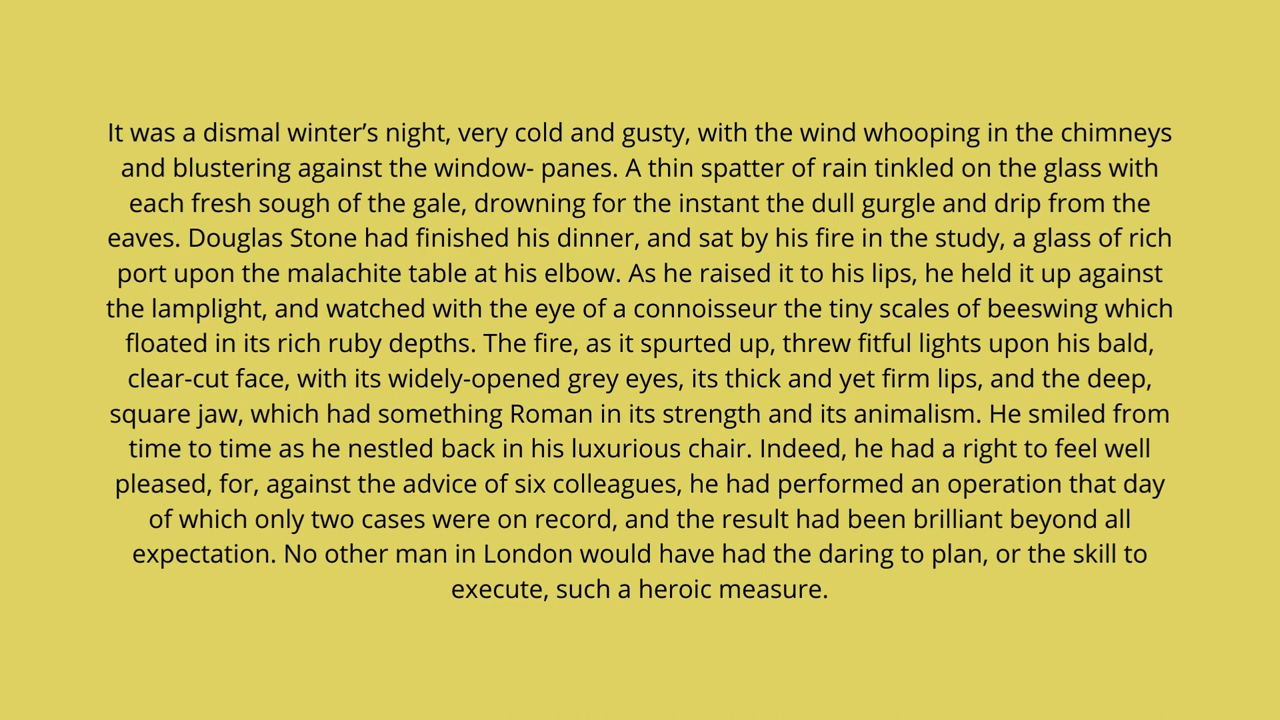 It was a dismal winter’s night, very cold and gusty, with the wind whooping in the chimneys
and blustering against the window- panes. A thin spatter of rain tinkled on the glass with
each fresh sough of the gale, drowning for the instant the dull gurgle and drip from the
eaves. Douglas Stone had finished his dinner, and sat by his fire in the study, a glass of rich
port upon the malachite table at his elbow. As he raised it to his lips, he held it up against
the lamplight, and watched with the eye of a connoisseur the tiny scales of beeswing which
floated in its rich ruby depths. The fire, as it spurted up, threw fitful lights upon his bald,
clear-cut face, with its widely-opened grey eyes, its thick and yet firm lips, and the deep,
square jaw, which had something Roman in its strength and its animalism. He smiled from
time to time as he nestled back in his luxurious chair. Indeed, he had a right to feel well
pleased, for, against the advice of six colleagues, he had performed an operation that day
of which only two cases were on record, and the result had been brilliant beyond all
expectation. No other man in London would have had the daring to plan, or the skill to
execute, such a heroic measure.